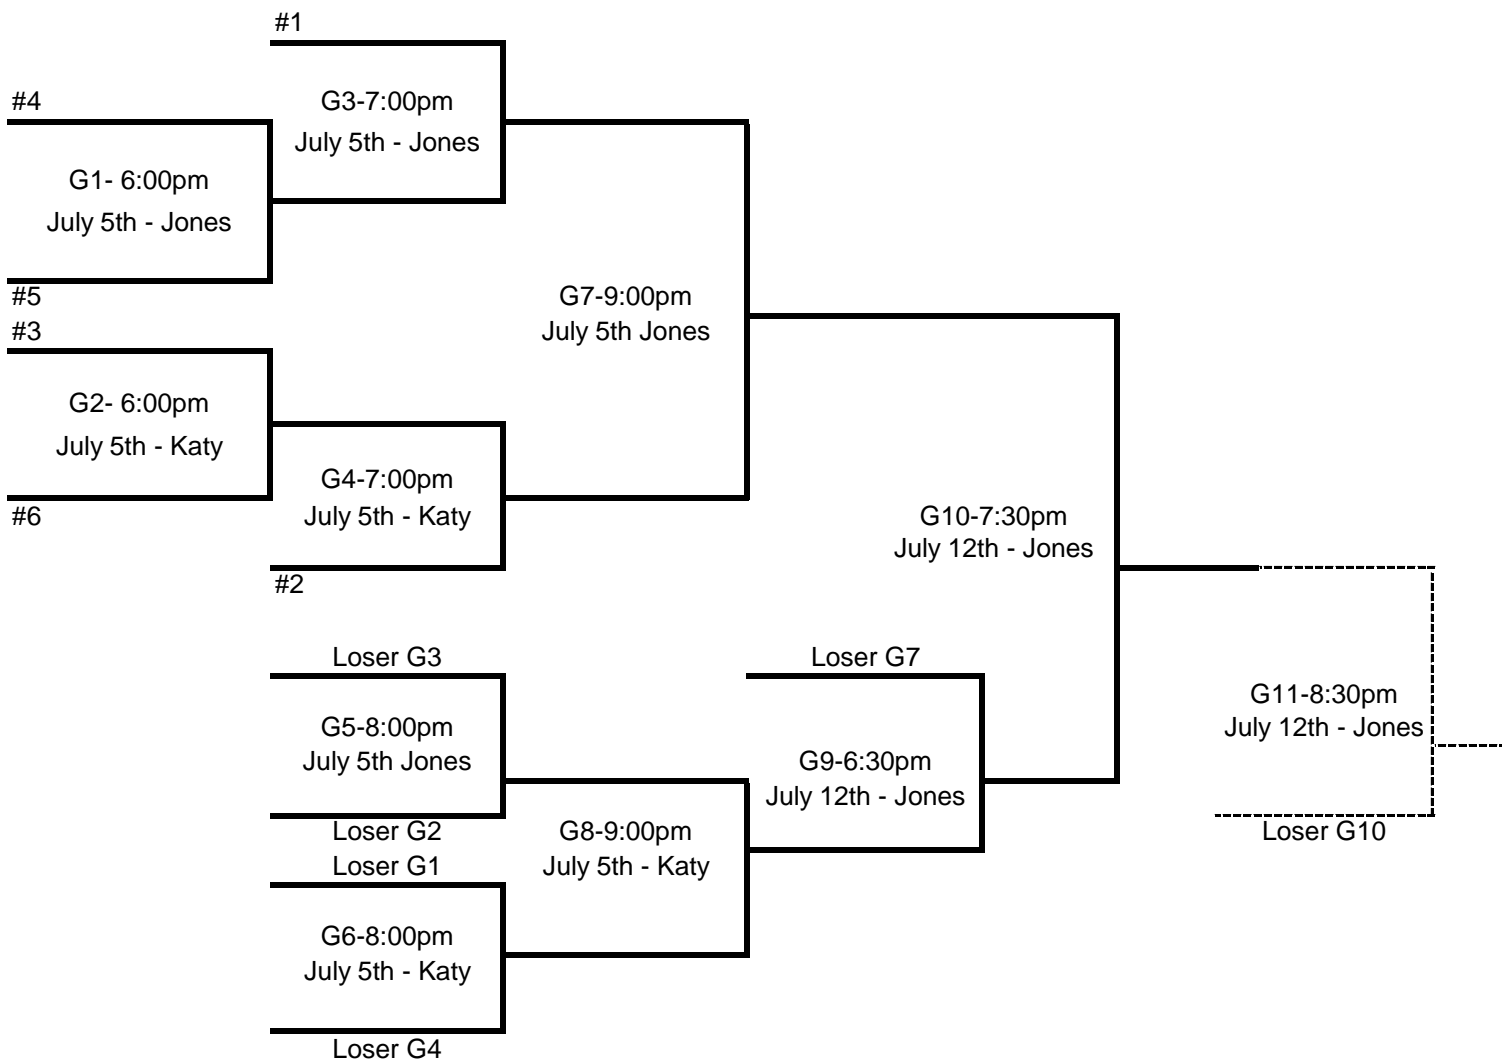 #1
#4
G3-7:00pm
July 5th - Jones
G1- 6:00pm
July 5th - Jones
#5
#3
G7-9:00pm
July 5th Jones
G2- 6:00pm
July 5th - Katy
#6
G4-7:00pm
July 5th - Katy
#2
G10-7:30pm
July 12th - Jones
Loser G3
G5-8:00pm
July 5th Jones
Loser G2
Loser G1
G6-8:00pm
July 5th - Katy
Loser G4
G8-9:00pm
July 5th - Katy
Loser G7
G9-6:30pm
July 12th - Jones
G11-8:30pm
July 12th - Jones
Loser G10